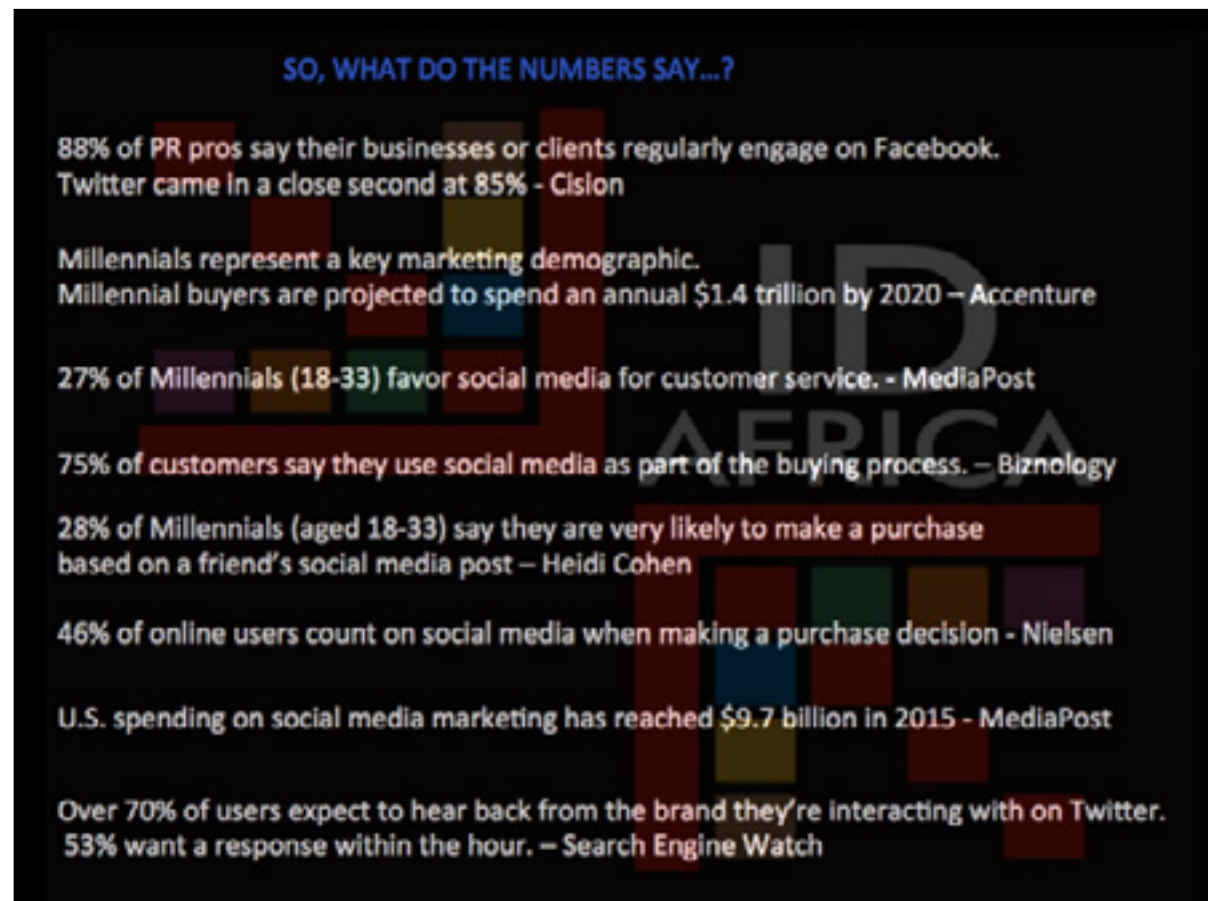 SO, WHAT DO THE NUMBERS SAY...?
88% of PR pros say their businesses or clients regularly engage on Facebook.
Twitter came in a close second at 85% - Cision
Millennials represent a key marketing demographic.
Millennial buyers are projected to spend an annual $1.4 trillion by 2020 – Accenture
27% of Millennials (18-33) favor social media for customer service. - MediaPost
75% of customers say they use social media as part of the buying process. – Biznology
28% of Millennials (aged 18-33) say they are very likely to make a purchase
based on a friend's social media post – Heidi Cohen
46% of online users count on social media when making a purchase decision - Nielsen
U.S. spending on social media marketing has reached $9.7 billion in 2015 - MediaPost
Over 70% of users expect to hear back from the brand they're interacting with on Twitter.
53% want a response within the hour. – Search Engine Watch
ID
AFRICA